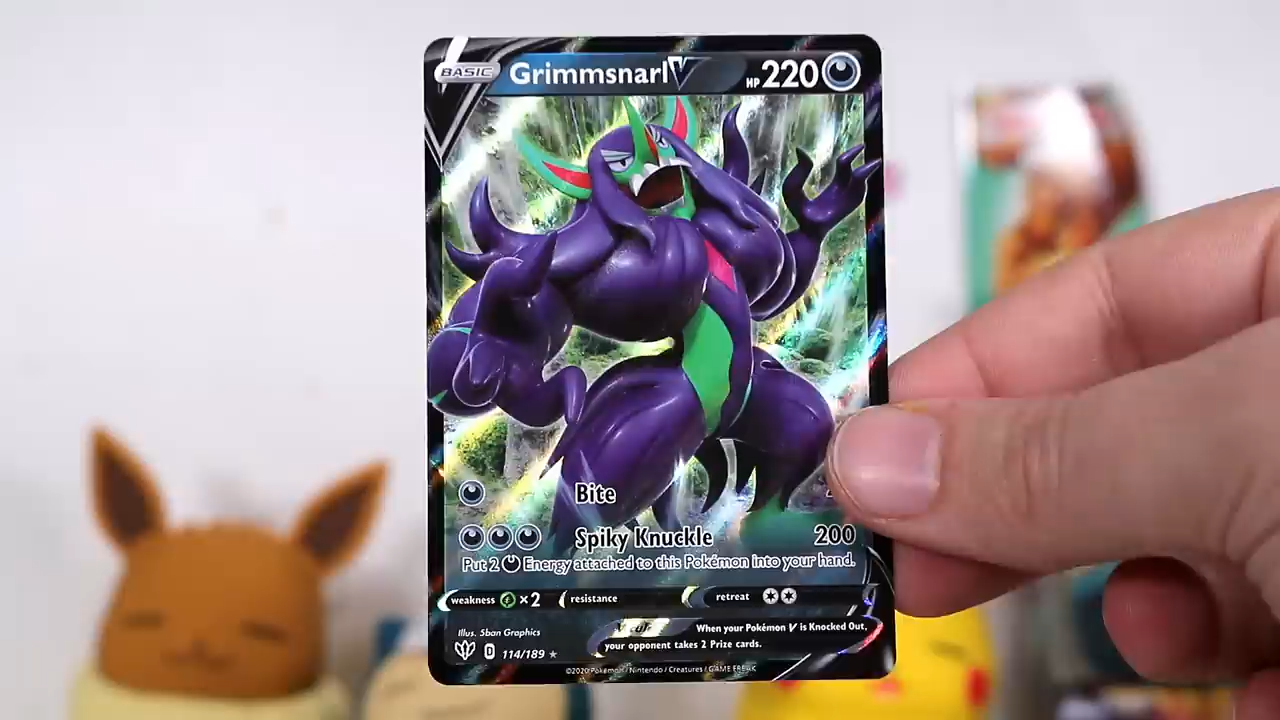 BASIC Grimmsnarl V HP 220
Bite
Spiky Knuckle 200
Put 2 Energy attached to this Pokémon into your hand.
weakness ×2 resistance retreat
Illus. 5ban Graphics
V rule When your Pokémon V is Knocked Out,
your opponent takes 2 Prize cards.
D 114/189
©2020 Pokémon / Nintendo / Creatures / GAME FREAK